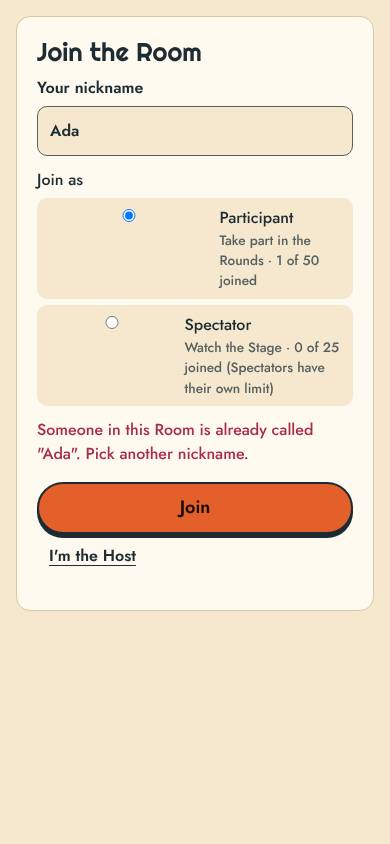 Join the Room
Your nickname
Ada
Join as
Participant
Take part in the
Rounds · 1 of 50
joined
Spectator
Watch the Stage · 0 of 25
joined (Spectators have
their own limit)
Someone in this Room is already called
"Ada". Pick another nickname.
Join
I'm the Host